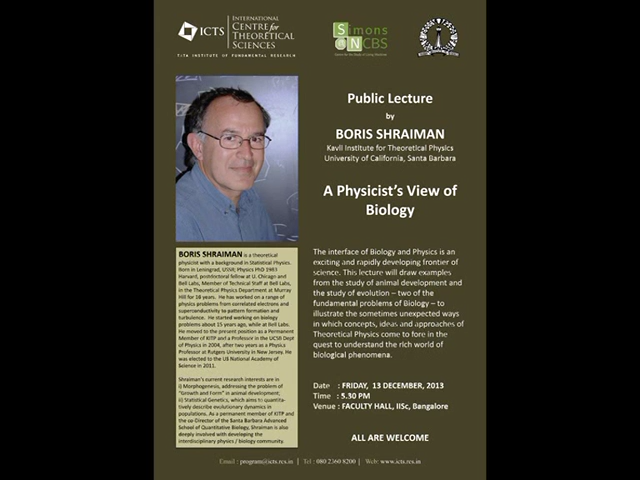 ICTS
INTERNATIONAL
CENTRE for
THEORETICAL
SCIENCES
TATA INSTITUTE OF FUNDAMENTAL RESEARCH
Simons
@NCBS
Public Lecture
by
BORIS SHRAIMAN
Kavli Institute for Theoretical Physics
University of California, Santa Barbara
A Physicist's View of
Biology
BORIS SHRAIMAN is a theoretical
physicist with a background in Statistical Physics.
Born in Leningrad, USSR; Physics PhD 1983
Harvard, postdoctoral fellow at U. Chicago and
Bell Labs, Member of Technical Staff at Bell Labs,
in the Theoretical Physics Department at Murray
Hill for 16 years. He has worked on a range of
physics problems from correlated electrons and
superconductivity to pattern formation and
turbulence. He started working on biology
problems about 15 years ago, while at Bell Labs.
He moved to the present position as a Permanent
Member of KITP and a Professor in the UCSB Dept
of Physics in 2004, after two years as a Physics
Professor at Rutgers University in New Jersey. He
was elected to the US National Academy of
Science in 2011.
Shraiman's current research interests are in
i) Morphogenesis, addressing the problem of
"Growth and Form" in animal development;
ii) Statistical Genetics, which aims to quantita-
tively describe evolutionary dynamics in
populations. As a permanent member of KITP and
the co-Director of the Santa Barbara Advanced
School of Quantitative Biology, Shraiman is also
deeply involved with developing the
interdisciplinary physics / biology community.
The interface of Biology and Physics is an
exciting and rapidly developing frontier of
science. This lecture will draw examples
from the study of animal development and
the study of evolution – two of the
fundamental problems of Biology – to
illustrate the sometimes unexpected ways
in which concepts, ideas and approaches of
Theoretical Physics come to fore in the
quest to understand the rich world of
biological phenomena.
Date : FRIDAY, 13 DECEMBER, 2013
Time : 5.30 PM
Venue : FACULTY HALL, IISc, Bangalore
ALL ARE WELCOME
Email : program@icts.res.in | Tel : 080 2360 8200 | Web: www.icts.res.in